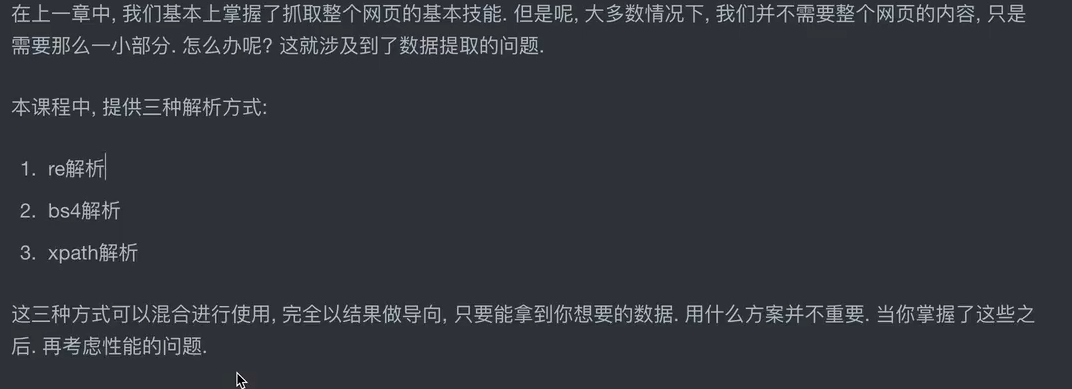 在上一章中, 我们基本上掌握了抓取整个网页的基本技能. 但是呢, 大多数情况下, 我们并不需要整个网页的内容, 只是
需要那么一小部分. 怎么办呢? 这就涉及到了数据提取的问题.
本课程中, 提供三种解析方式:
1. re解析
2. bs4解析
3. xpath解析
这三种方式可以混合进行使用, 完全以结果做导向, 只要能拿到你想要的数据. 用什么方案并不重要. 当你掌握了这些之
后. 再考虑性能的问题.